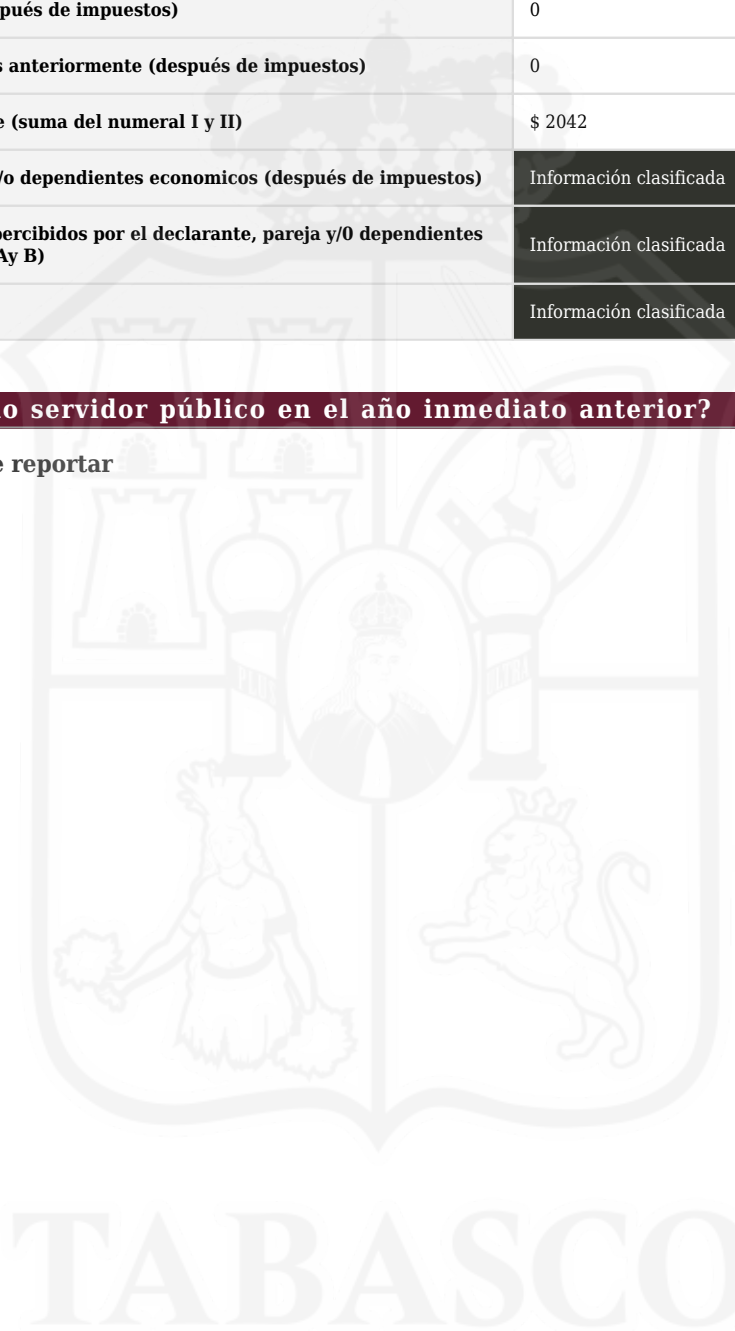 pués de impuestos)
0
s anteriormente (después de impuestos)
0
e (suma del numeral I y II)
$ 2042
/o dependientes economicos (después de impuestos)
Información clasificada
percibidos por el declarante, pareja y/0 dependientes
Ay B)
Información clasificada
Información clasificada
o servidor público en el año inmediato anterior?
e reportar
PLUS
ULTRA
TABASCO